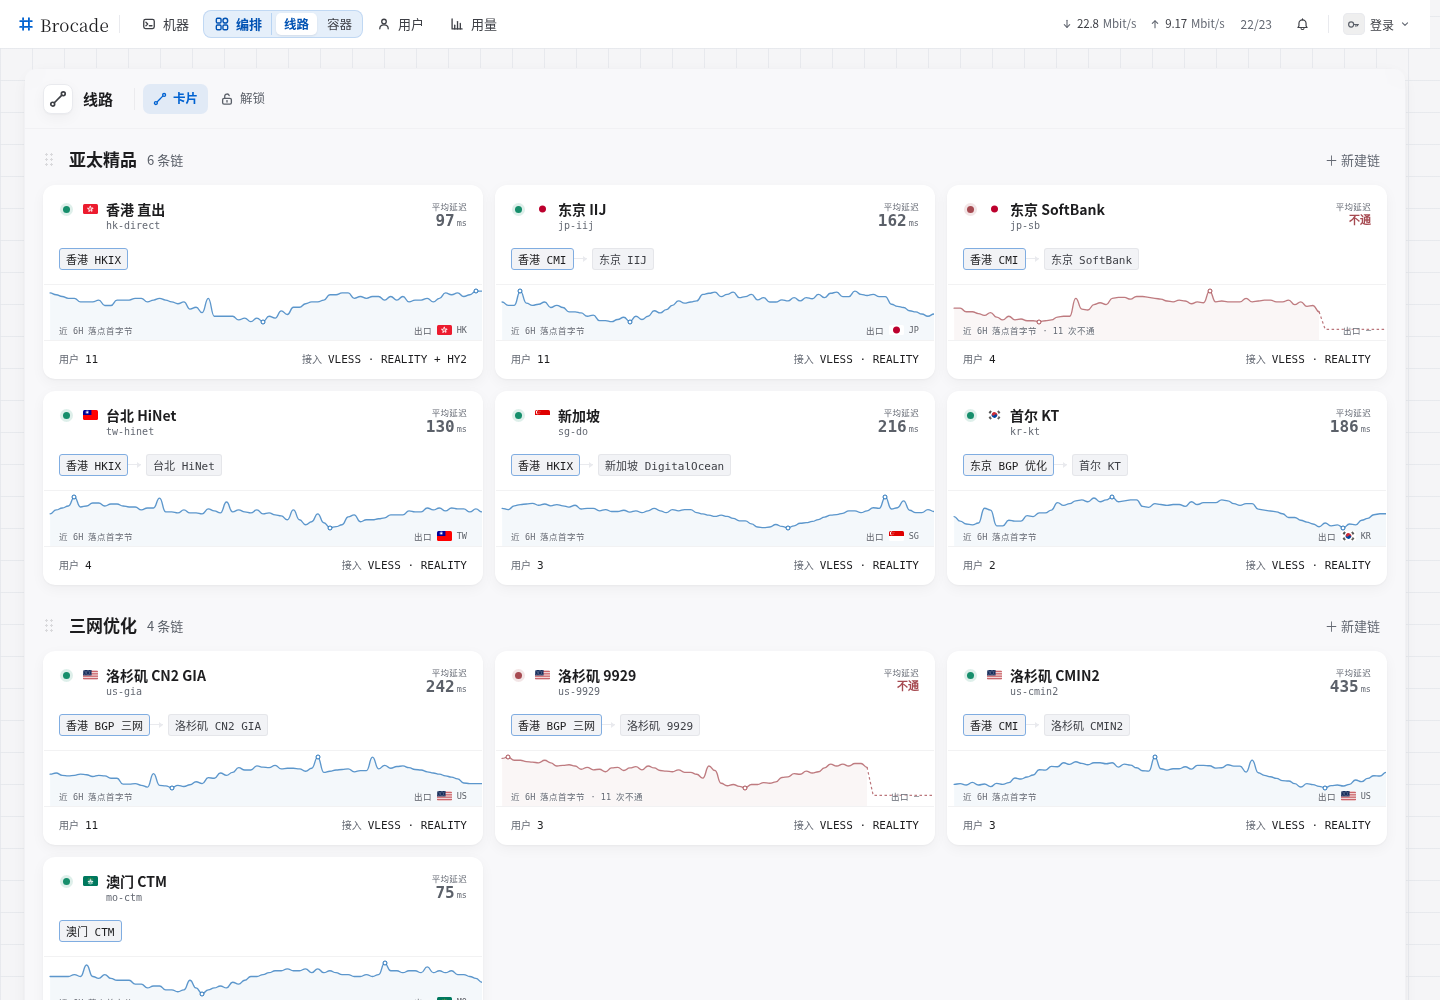 Brocade 机器 编排 线路 容器 用户 用量 ↓ 22.8 Mbit/s ↑ 9.17 Mbit/s 22/23 登录
线路 卡片 解锁
亚太精品 6 条链 + 新建链
香港 直出 平均延迟
hk-direct 97 ms
香港 HKIX
近 6H 落点首字节 出口 HK
用户 11 接入 VLESS · REALITY + HY2
东京 IIJ 平均延迟
jp-iij 162 ms
香港 CMI 东京 IIJ
近 6H 落点首字节 出口 JP
用户 11 接入 VLESS · REALITY
东京 SoftBank 平均延迟
jp-sb 不通
香港 CMI 东京 SoftBank
近 6H 落点首字节 · 11 次不通 出口 —
用户 4 接入 VLESS · REALITY
台北 HiNet 平均延迟
tw-hinet 130 ms
香港 HKIX 台北 HiNet
近 6H 落点首字节 出口 TW
用户 4 接入 VLESS · REALITY
新加坡 平均延迟
sg-do 216 ms
香港 HKIX 新加坡 DigitalOcean
近 6H 落点首字节 出口 SG
用户 3 接入 VLESS · REALITY
首尔 KT 平均延迟
kr-kt 186 ms
东京 BGP 优化 首尔 KT
近 6H 落点首字节 出口 KR
用户 2 接入 VLESS · REALITY
三网优化 4 条链 + 新建链
洛杉矶 CN2 GIA 平均延迟
us-gia 242 ms
香港 BGP 三网 洛杉矶 CN2 GIA
近 6H 落点首字节 出口 US
用户 11 接入 VLESS · REALITY
洛杉矶 9929 平均延迟
us-9929 不通
香港 BGP 三网 洛杉矶 9929
近 6H 落点首字节 · 11 次不通 出口 —
用户 3 接入 VLESS · REALITY
洛杉矶 CMIN2 平均延迟
us-cmin2 435 ms
香港 CMI 洛杉矶 CMIN2
近 6H 落点首字节 出口 US
用户 3 接入 VLESS · REALITY
澳门 CTM 平均延迟
mo-ctm 75 ms
澳门 CTM